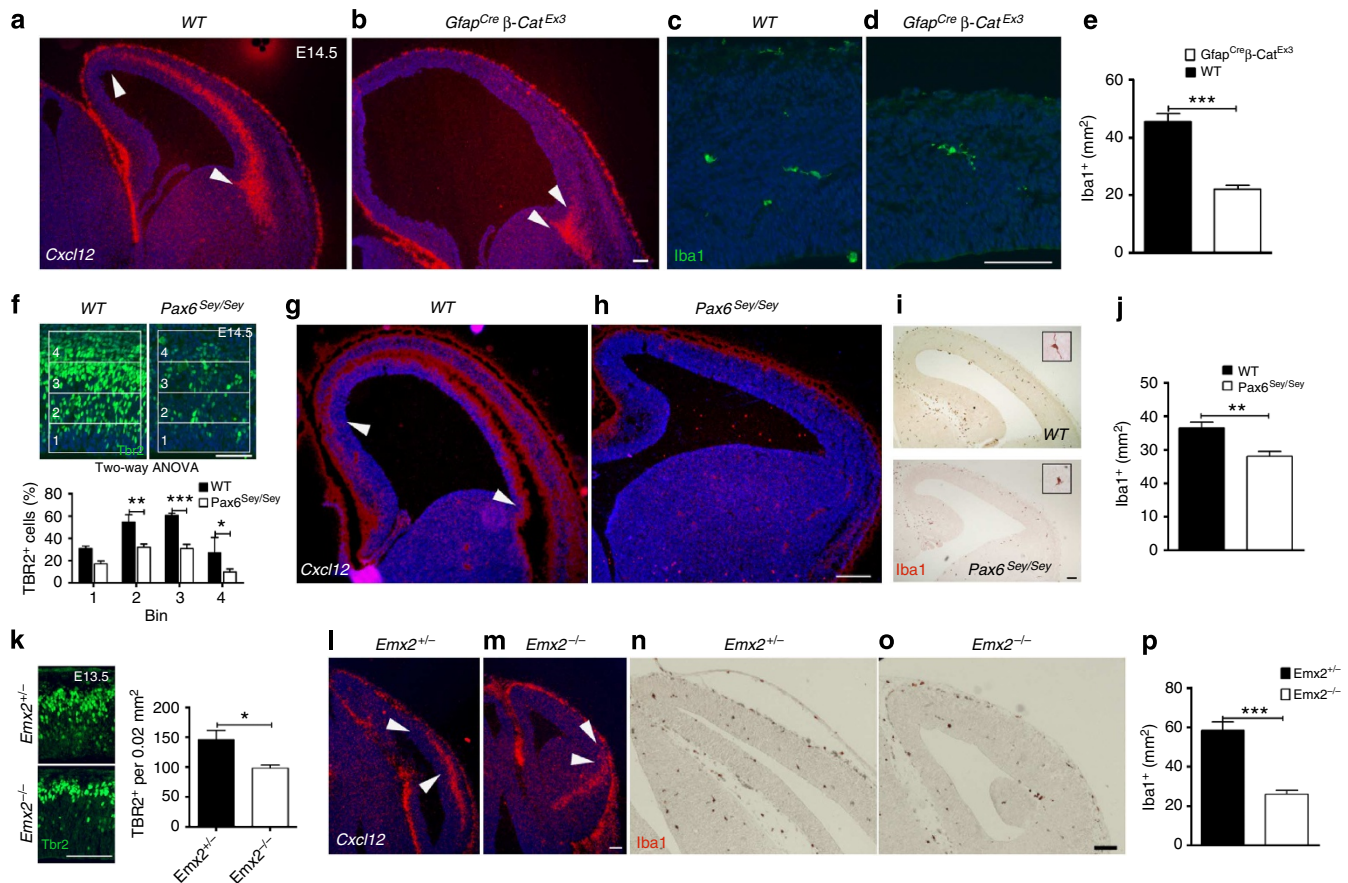 a WT E14.5 Cxcl12
b Gfap^Cre β-Cat^Ex3
c WT Iba1
d Gfap^Cre β-Cat^Ex3
e
Gfap^Creβ-Cat^Ex3
WT
***
Iba1⁺ (mm²)
60
40
20
0
f WT Pax6^Sey/Sey
E14.5
4 4
3 3
2 2
1 1
Tbr2
Two-way ANOVA
WT
Pax6^Sey/Sey
TBR2⁺ cells (%)
80
60
40
20
0
** *** *
1 2 3 4
Bin
g WT Cxcl12
h Pax6^Sey/Sey
i
WT
Iba1 Pax6^Sey/Sey
j
WT
Pax6^Sey/Sey
**
Iba1⁺ (mm²)
50
40
30
20
10
0
k
Emx2⁺/⁻
E13.5
Emx2⁻/⁻
Tbr2
TBR2⁺ per 0.02 mm²
200
150
100
50
0
*
Emx2⁺/⁻ Emx2⁻/⁻
l Emx2⁺/⁻ Cxcl12
m Emx2⁻/⁻
n Emx2⁺/⁻ Iba1
o Emx2⁻/⁻
p
Emx2⁺/⁻
Emx2⁻/⁻
***
Iba1⁺ (mm²)
80
60
40
20
0